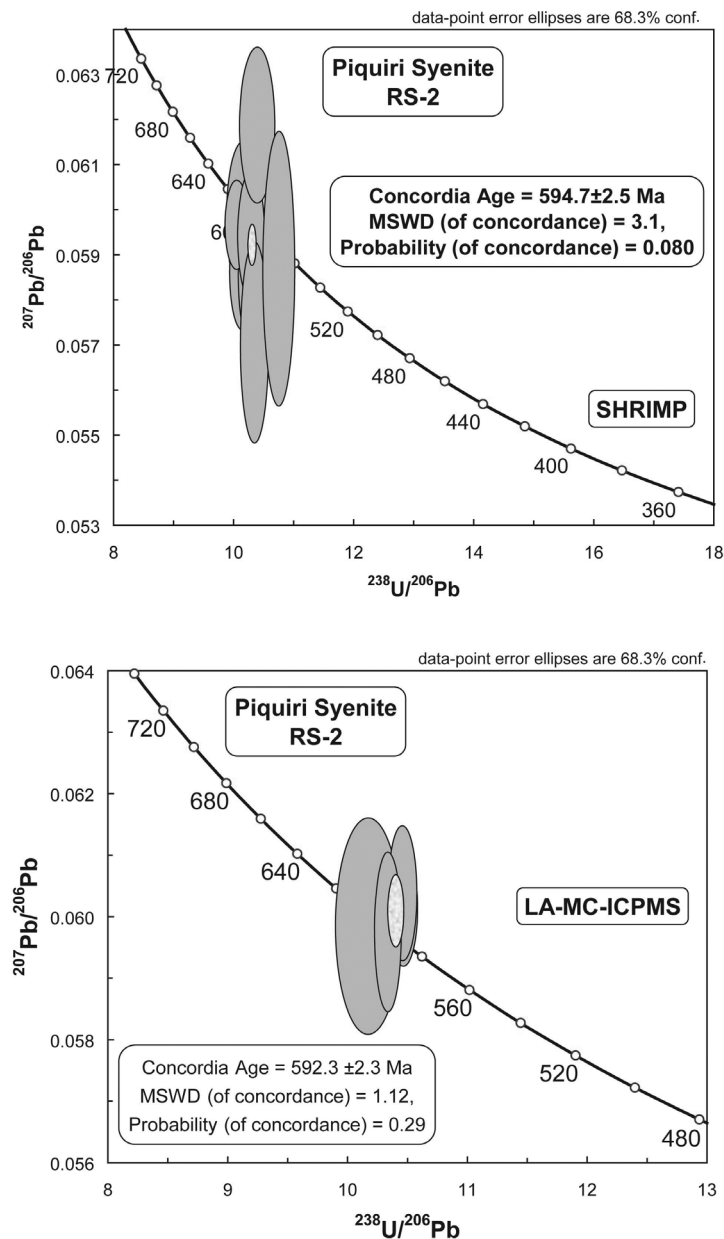 data-point error ellipses are 68.3% conf.
Piquiri Syenite
RS-2
Concordia Age = 594.7±2.5 Ma
MSWD (of concordance) = 3.1,
Probability (of concordance) = 0.080
SHRIMP
0.063
0.061
0.059
0.057
0.055
0.053
720
680
640
520
480
440
400
360
8
10
12
14
16
18
207Pb/206Pb
238U/206Pb
data-point error ellipses are 68.3% conf.
Piquiri Syenite
RS-2
LA-MC-ICPMS
Concordia Age = 592.3 ±2.3 Ma
MSWD (of concordance) = 1.12,
Probability (of concordance) = 0.29
0.064
0.062
0.060
0.058
0.056
720
680
640
560
520
480
8
9
10
11
12
13
207Pb/206Pb
238U/206Pb